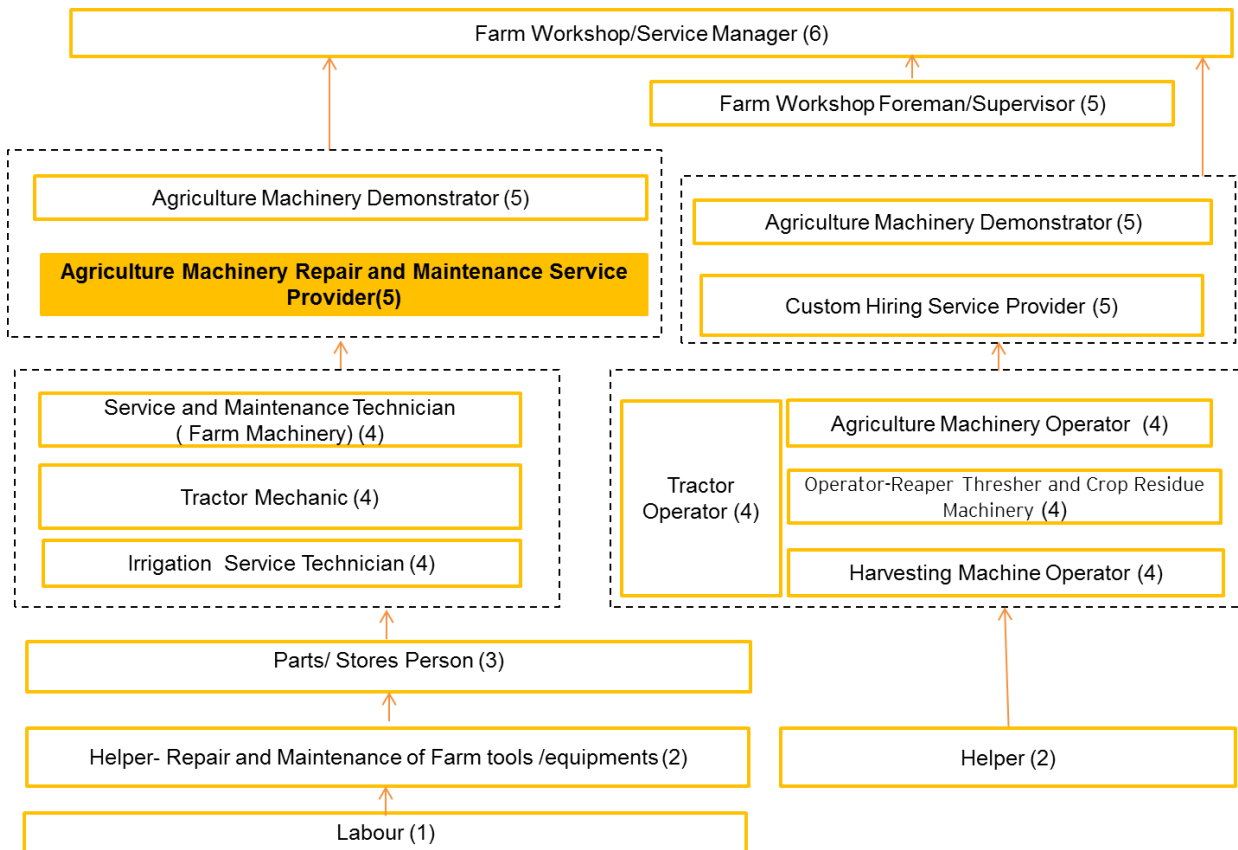 Farm Workshop/Service Manager (6)
Farm Workshop Foreman/Supervisor (5)
Agriculture Machinery Demonstrator (5)
Agriculture Machinery Repair and Maintenance Service
Provider(5)
Agriculture Machinery Demonstrator (5)
Custom Hiring Service Provider (5)
Service and Maintenance Technician
( Farm Machinery) (4)
Tractor Mechanic (4)
Irrigation Service Technician (4)
Tractor
Operator (4)
Agriculture Machinery Operator (4)
Operator-Reaper Thresher and Crop Residue
Machinery (4)
Harvesting Machine Operator (4)
Parts/ Stores Person (3)
Helper- Repair and Maintenance of Farm tools /equipments (2)
Helper (2)
Labour (1)